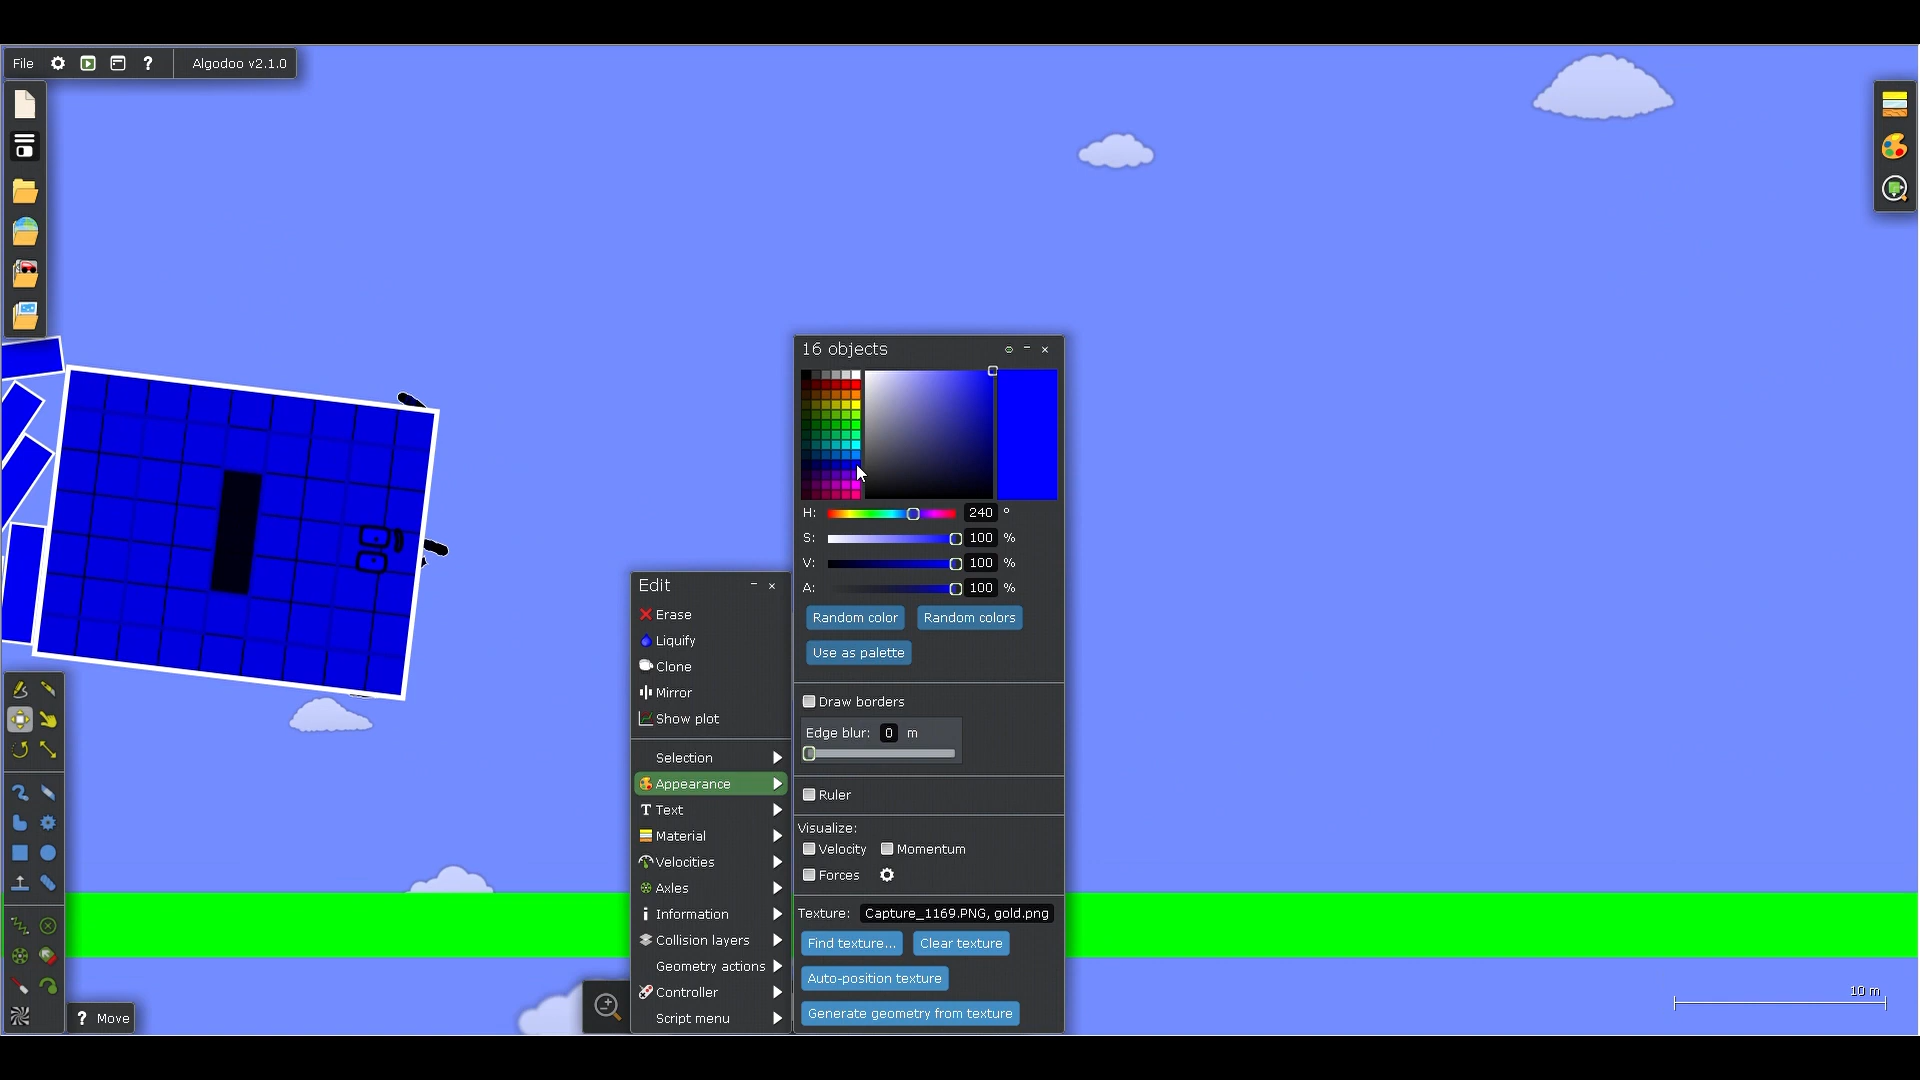 File ? Algodoo v2.1.0
16 objects
H: 240 °
S: 100 %
V: 100 %
A: 100 %
Random color Random colors
Use as palette
Draw borders
Edge blur: 0 m
Ruler
Visualize:
Velocity Momentum
Forces
Texture: Capture_1169.PNG, gold.png
Find texture... Clear texture
Auto-position texture
Generate geometry from texture
Edit
Erase
Liquify
Clone
Mirror
Show plot
Selection
Appearance
T Text
Material
Velocities
Axles
Information
Collision layers
Geometry actions
Controller
Script menu
? Move
10 m